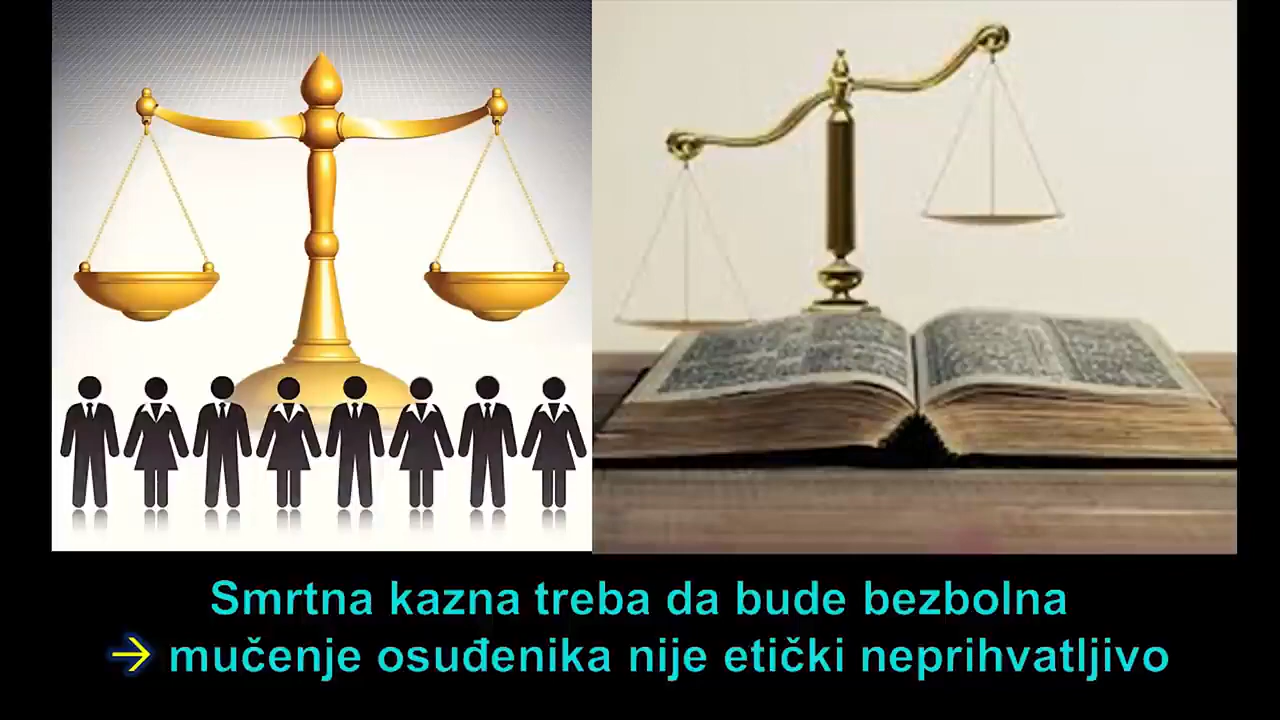 Smrtna kazna treba da bude bezbolna
→ mučenje osuđenika nije etički neprihvatljivo